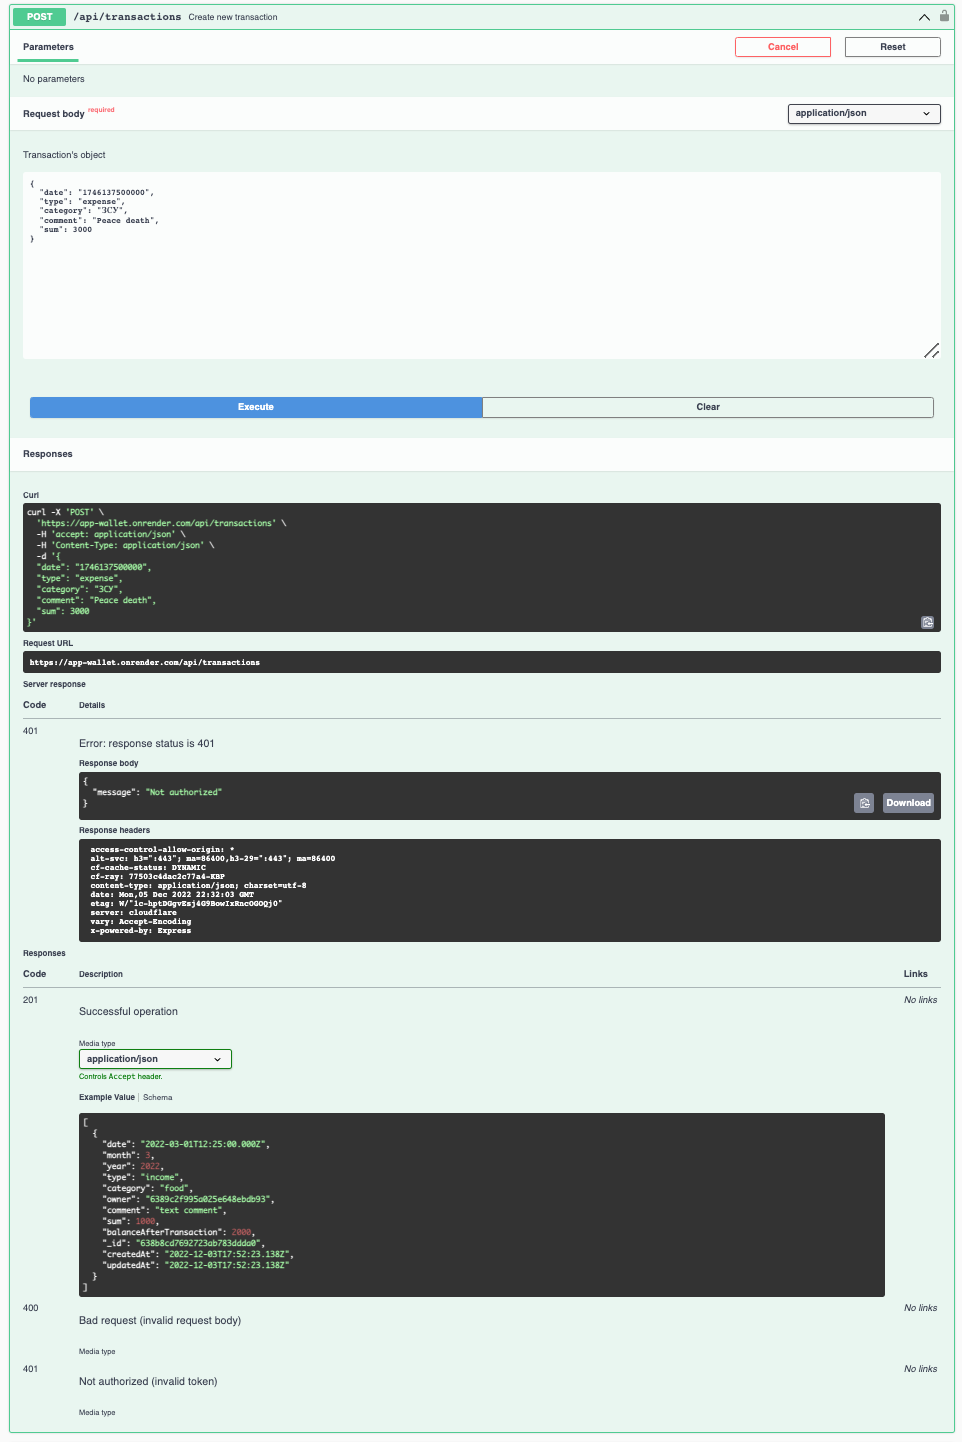 POST /api/transactions Create new transaction
Parameters
Cancel
Reset
No parameters
Request body required
application/json
Transaction's object
{
"date": "1746137500000",
"type": "expense",
"category": "ЗСУ",
"comment": "Peace death",
"sum": 3000
}
Execute
Clear
Responses
Curl
curl -X 'POST' \
'https://app-wallet.onrender.com/api/transactions' \
-H 'accept: application/json' \
-H 'Content-Type: application/json' \
-d '{
"date": "1746137500000",
"type": "expense",
"category": "ЗСУ",
"comment": "Peace death",
"sum": 3000
}'
Request URL
https://app-wallet.onrender.com/api/transactions
Server response
Code Details
401
Error: response status is 401
Response body
{
"message": "Not authorized"
}
Download
Response headers
access-control-allow-origin: *
alt-svc: h3=":443"; ma=86400,h3-29=":443"; ma=86400
cf-cache-status: DYNAMIC
cf-ray: 77503c4dac2c77a4-KBP
content-type: application/json; charset=utf-8
date: Mon,05 Dec 2022 22:32:03 GMT
etag: W/"1c-hptDGgvEsj4G9BowIxRncOGOQj0"
server: cloudflare
vary: Accept-Encoding
x-powered-by: Express
Responses
Code Description Links
201 No links
Successful operation
Media type
application/json
Controls Accept header.
Example Value | Schema
[
{
"date": "2022-03-01T12:25:00.000Z",
"month": 3,
"year": 2022,
"type": "income",
"category": "food",
"owner": "6389c2f995a025e648ebdb93",
"comment": "text comment",
"sum": 1000,
"balanceAfterTransaction": 2000,
"_id": "638b8cd7692723ab783ddda0",
"createdAt": "2022-12-03T17:52:23.138Z",
"updatedAt": "2022-12-03T17:52:23.138Z"
}
]
400 No links
Bad request (invalid request body)
Media type
401 No links
Not authorized (invalid token)
Media type